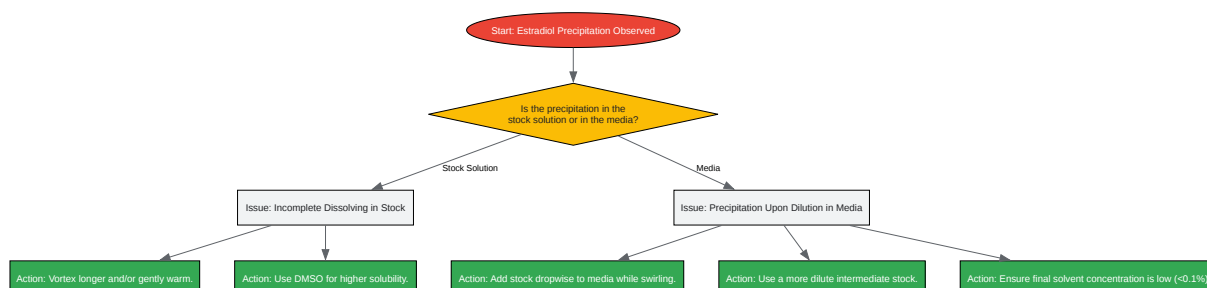 Start: Estradiol Precipitation Observed
Is the precipitation in the
stock solution or in the media?
Stock Solution
Media
Issue: Incomplete Dissolving in Stock
Issue: Precipitation Upon Dilution in Media
Action: Vortex longer and/or gently warm.
Action: Use DMSO for higher solubility.
Action: Add stock dropwise to media while swirling.
Action: Use a more dilute intermediate stock.
Action: Ensure final solvent concentration is low (<0.1%)